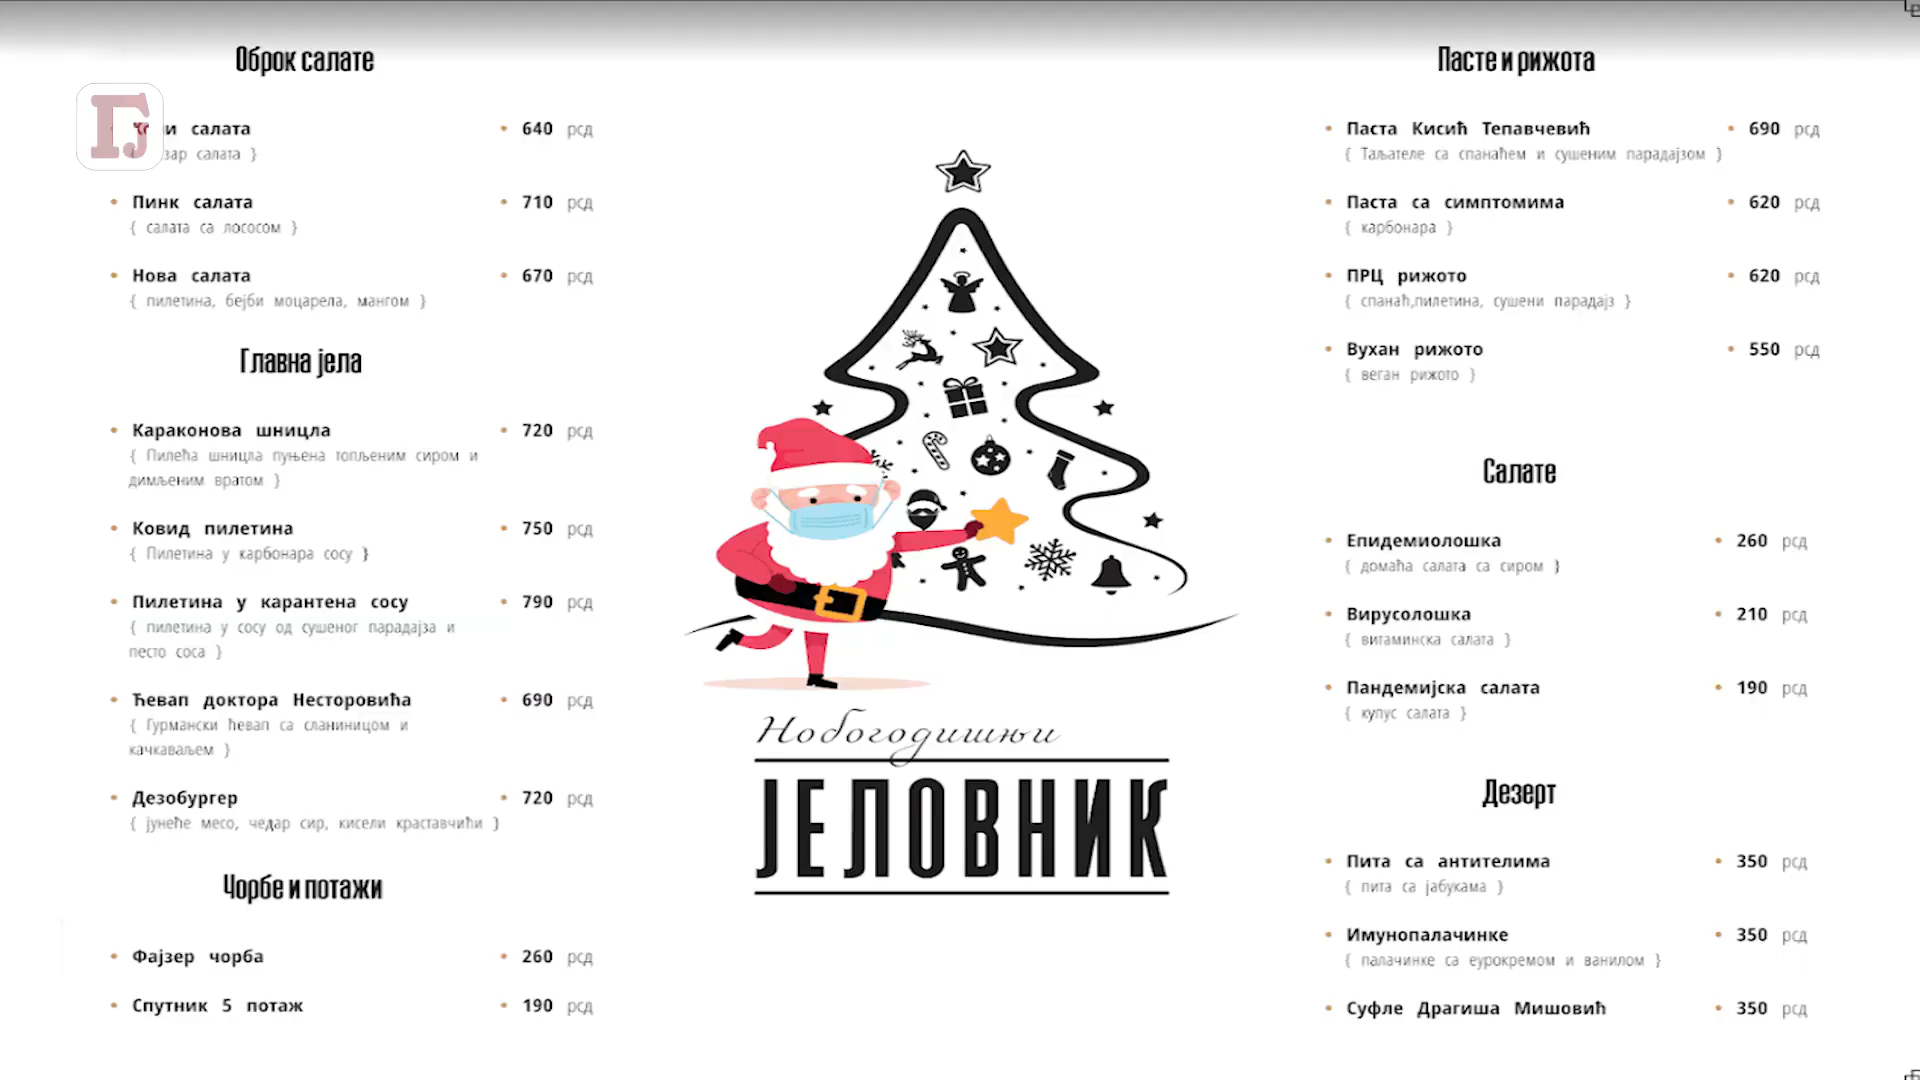 Оброк салате
салата
• 640 рсд
салата }
• Пинк салата • 710 рсд
{ салата са лососом }
• Нова салата • 670 рсд
{ пилетина, бејби моцарела, мангом }
Главна јела
• Караконова шницла • 720 рсд
{ Пилећа шницла пуњена топљеним сиром и
димљеним вратом }
• Ковид пилетина • 750 рсд
{ Пилетина у карбонара сосу }
• Пилетина у карантена сосу • 790 рсд
{ пилетина у сосу од сушеног парадајза и
песто соса }
• Ћевап доктора Несторовића • 690 рсд
{ Гурмански ћевап са сланиницом и
качкаваљем }
• Дезобургер • 720 рсд
{ јунеће месо, чедар сир, кисели краставчићи }
Чорбе и потажи
• Фајзер чорба • 260 рсд
• Спутник 5 потаж • 190 рсд
Нобогодишњи
ЈЕЛОВНИК
Пасте и рижота
• Паста Кисић Тепавчевић • 690 рсд
{ Таљателе са спанаћем и сушеним парадајзом }
• Паста са симптомима • 620 рсд
{ карбонара }
• ПРЦ рижото • 620 рсд
{ спанаћ,пилетина, сушени парадајз }
• Вухан рижото • 550 рсд
{ веган рижото }
Салате
• Епидемиолошка • 260 рсд
{ домаћа салата са сиром }
• Вирусолошка • 210 рсд
{ витаминска салата }
• Пандемијска салата • 190 рсд
{ купус салата }
Дезерт
• Пита са антителима • 350 рсд
{ пита са јабукама }
• Имунопалачинке • 350 рсд
{ палачинке са еурокремом и ванилом }
• Суфле Драгиша Мишовић • 350 рсд